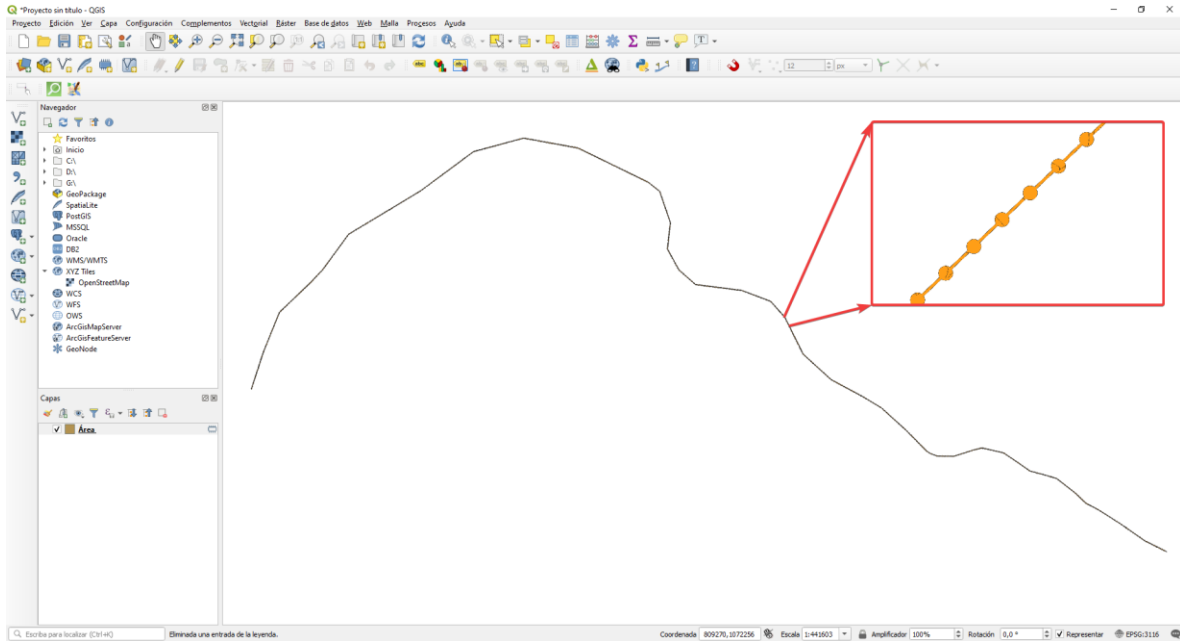 *Proyecto sin título - QGIS
Proyecto Edición Ver Capa Configuración Complementos Vectorial Ráster Base de datos Web Malla Procesos Ayuda
12 px
Navegador
Favoritos
Inicio
C:\
D:\
G:\
GeoPackage
SpatiaLite
PostGIS
MSSQL
Oracle
DB2
WMS/WMTS
XYZ Tiles
OpenStreetMap
WCS
WFS
OWS
ArcGisMapServer
ArcGisFeatureServer
GeoNode
Capas
Área
Escriba para localizar (Ctrl+K) Eliminada una entrada de la leyenda. Coordenada 809270,1072256 Escala 1:441603 Amplificador 100% Rotación 0,0 ° Representar EPSG:3116